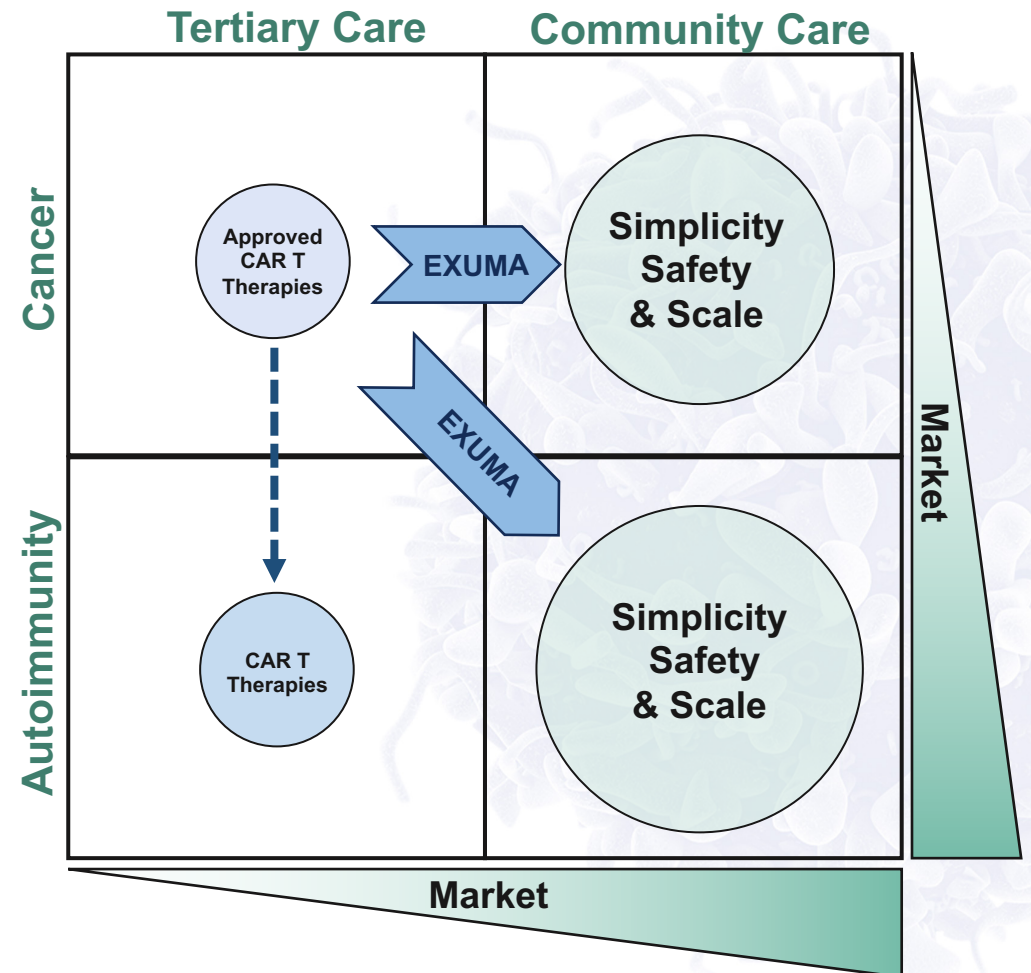 Tertiary Care
Community Care
Cancer
Approved
CAR T
Therapies
EXUMA
Simplicity
Safety
& Scale
EXUMA
Market
Autoimmunity
CAR T
Therapies
Simplicity
Safety
& Scale
Market